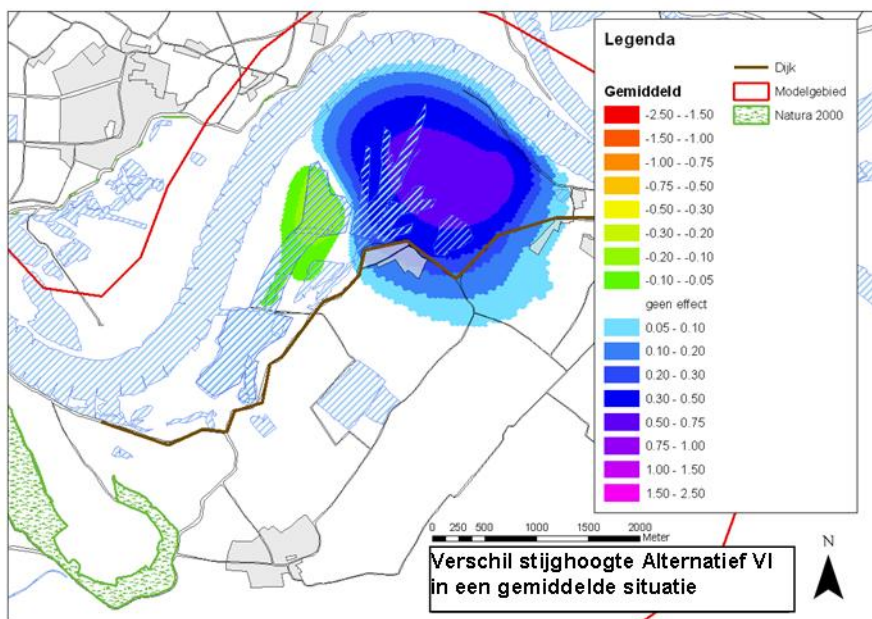 Legenda
Gemiddeld
-2.50 - -1.50
-1.50 - -1.00
-1.00 - -0.75
-0.75 - -0.50
-0.50 - -0.30
-0.30 - -0.20
-0.20 - -0.10
-0.10 - -0.05
geen effect
0.05 - 0.10
0.10 - 0.20
0.20 - 0.30
0.30 - 0.50
0.50 - 0.75
0.75 - 1.00
1.00 - 1.50
1.50 - 2.50
Dijk
Modelgebied
Natura 2000
0 250 500 1000 1500 2000
Meter
Verschil stijghoogte Alternatief VI
in een gemiddelde situatie
N